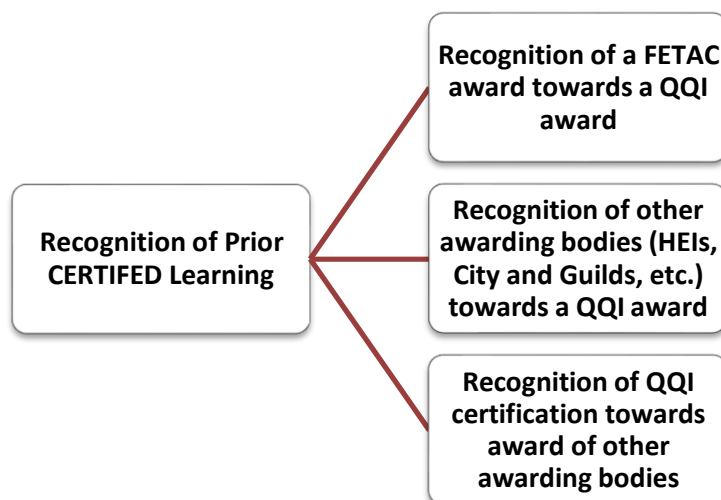 Recognition of Prior
CERTIFED Learning
Recognition of a FETAC
award towards a QQI
award
Recognition of other
awarding bodies (HEIs,
City and Guilds, etc.)
towards a QQI award
Recognition of QQI
certification towards
award of other
awarding bodies